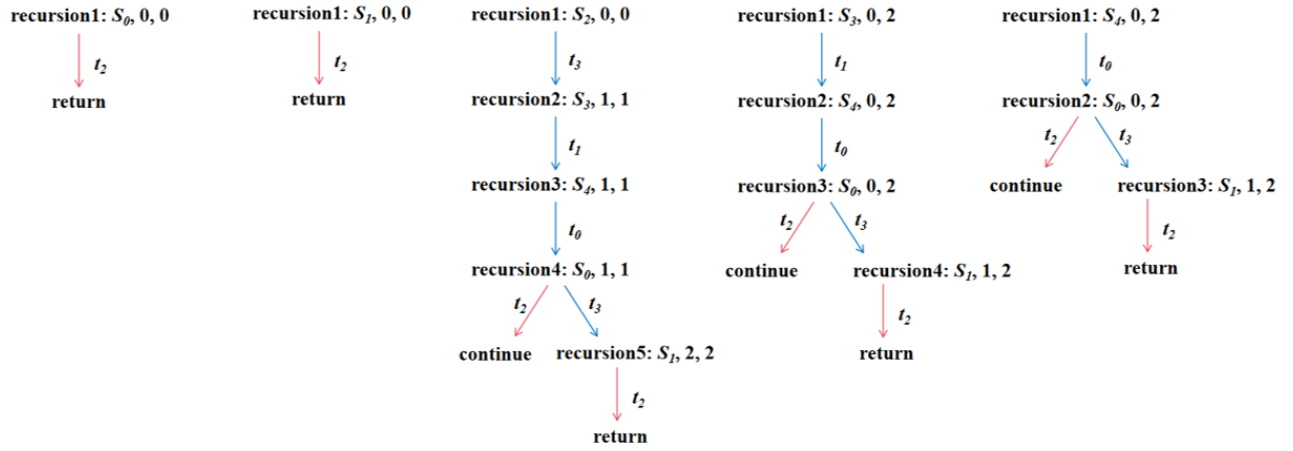 recursion1: S0, 0, 0
t2
return
recursion1: S1, 0, 0
t2
return
recursion1: S2, 0, 0
t3
recursion2: S3, 1, 1
t1
recursion3: S4, 1, 1
t0
recursion4: S0, 1, 1
t2 t3
continue recursion5: S1, 2, 2
t2
return
recursion1: S3, 0, 2
t1
recursion2: S4, 0, 2
t0
recursion3: S0, 0, 2
t2 t3
continue recursion4: S1, 1, 2
t2
return
recursion1: S4, 0, 2
t0
recursion2: S0, 0, 2
t2 t3
continue recursion3: S1, 1, 2
t2
return